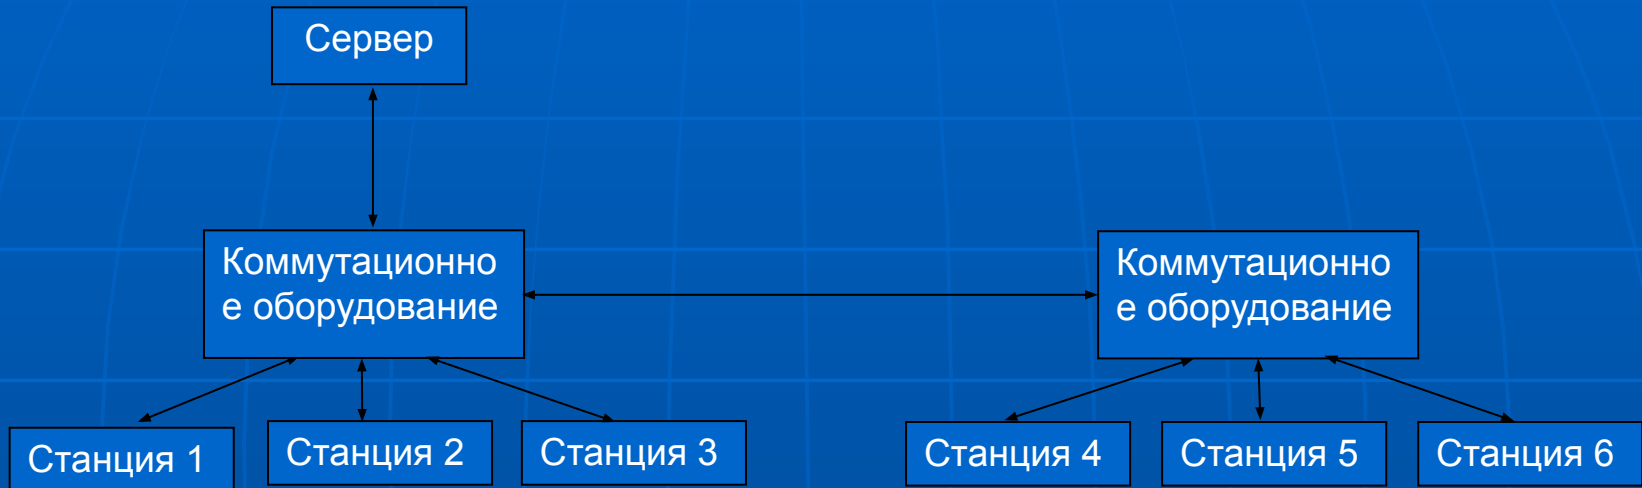 Сервер
Коммутационно
е оборудование
Коммутационно
е оборудование
Станция 1
Станция 2
Станция 3
Станция 4
Станция 5
Станция 6